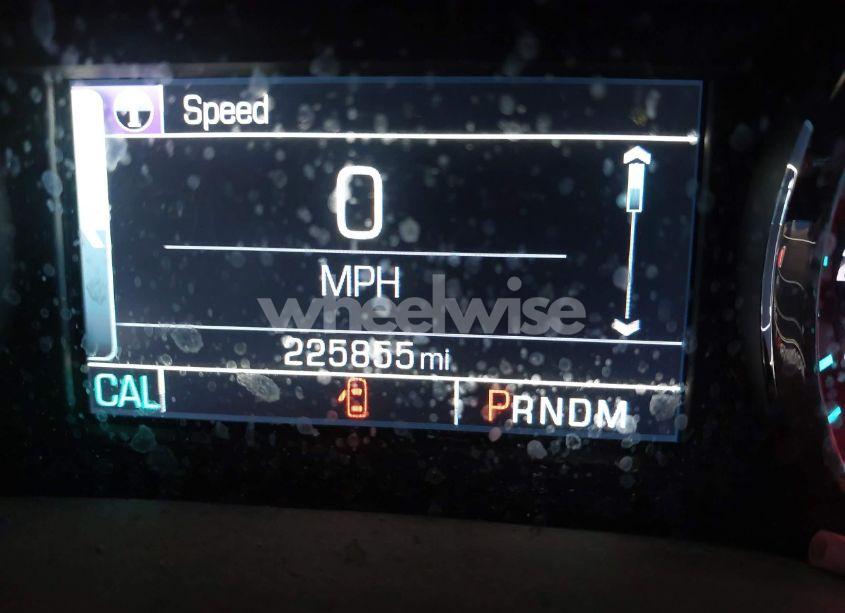 Speed
0
MPH
wheelwise
225855 mi
CAL PRNDM